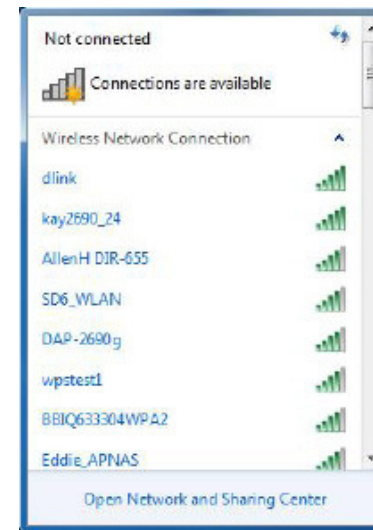 Not connected
Connections are available
Wireless Network Connection
dlink
kay2690_24
AllenH DIR-655
SD6_WLAN
DAP-2690g
wpstest1
BBIQ633304WPA2
Eddie_APNAS
Open Network and Sharing Center